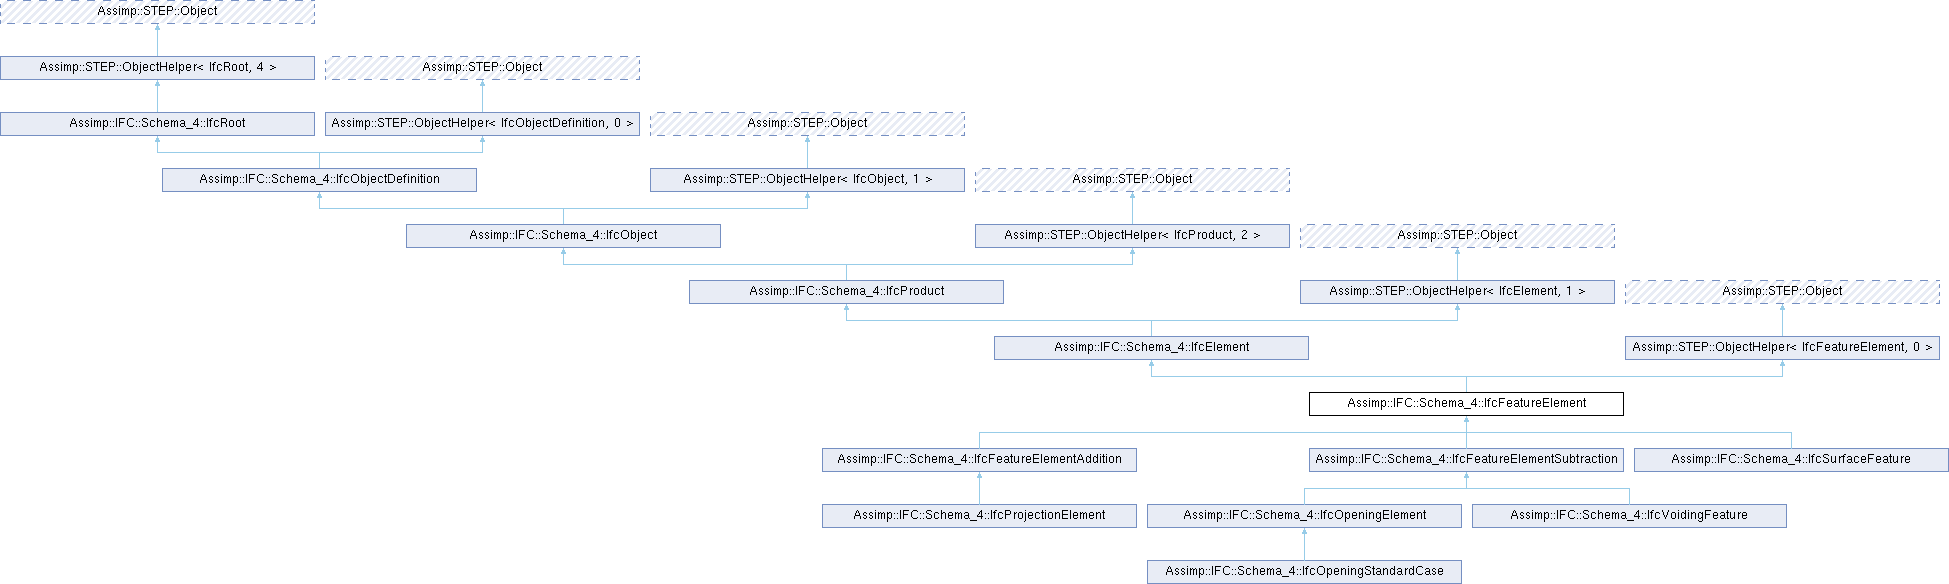 Assimp::STEP::Object
Assimp::STEP::ObjectHelper< IfcRoot, 4 >
Assimp::STEP::Object
Assimp::IFC::Schema_4::IfcRoot
Assimp::STEP::ObjectHelper< IfcObjectDefinition, 0 >
Assimp::STEP::Object
Assimp::IFC::Schema_4::IfcObjectDefinition
Assimp::STEP::ObjectHelper< IfcObject, 1 >
Assimp::STEP::Object
Assimp::IFC::Schema_4::IfcObject
Assimp::STEP::ObjectHelper< IfcProduct, 2 >
Assimp::STEP::Object
Assimp::IFC::Schema_4::IfcProduct
Assimp::STEP::ObjectHelper< IfcElement, 1 >
Assimp::STEP::Object
Assimp::IFC::Schema_4::IfcElement
Assimp::STEP::ObjectHelper< IfcFeatureElement, 0 >
Assimp::IFC::Schema_4::IfcFeatureElement
Assimp::IFC::Schema_4::IfcFeatureElementAddition
Assimp::IFC::Schema_4::IfcFeatureElementSubtraction
Assimp::IFC::Schema_4::IfcSurfaceFeature
Assimp::IFC::Schema_4::IfcProjectionElement
Assimp::IFC::Schema_4::IfcOpeningElement
Assimp::IFC::Schema_4::IfcVoidingFeature
Assimp::IFC::Schema_4::IfcOpeningStandardCase